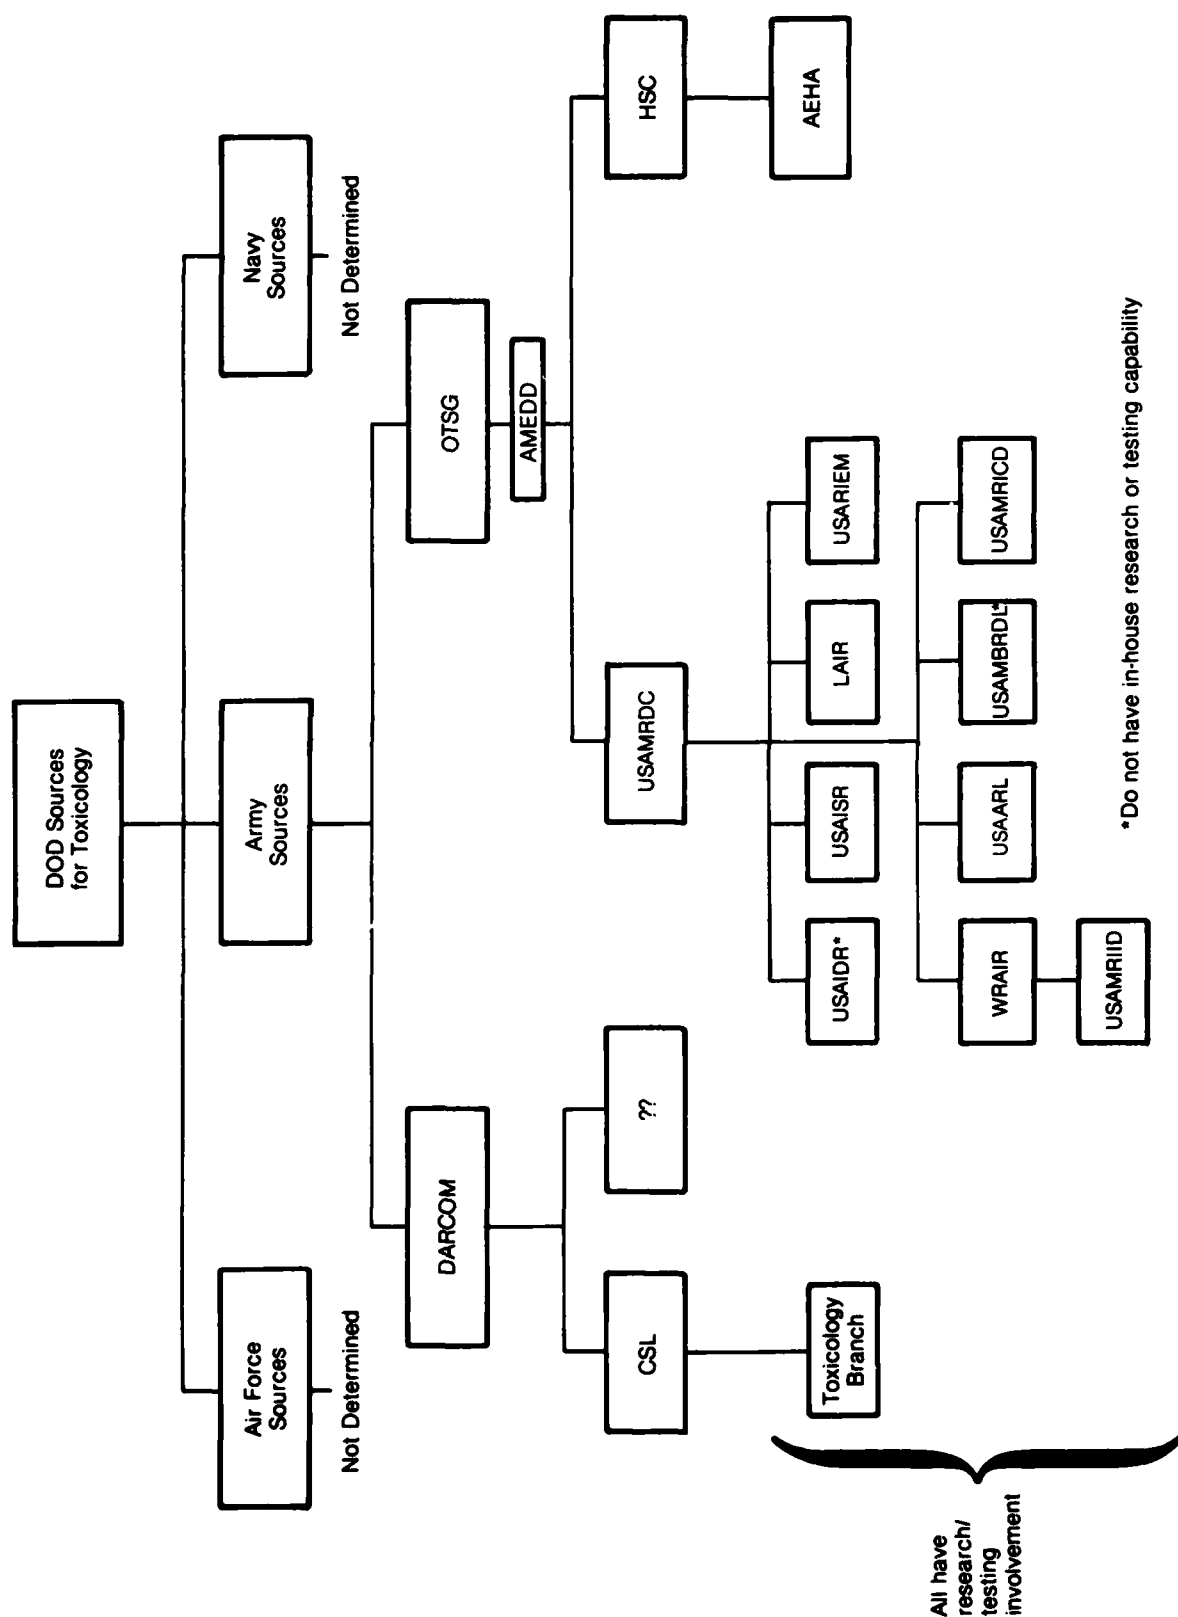 DOD Sources
for Toxicology
Air Force
Sources
Army
Sources
Navy
Sources
Not Determined
Not Determined
DARCOM
OTSG
AMEDD
CSL
??
USAMRDC
HSC
Toxicology
Branch
USAIDR*
USAISR
LAIR
USARIEM
AEHA
WRAIR
USAARL
USAMBRDL*
USAMRICD
USAMRIID
All have
research/
testing
involvement
*Do not have in-house research or testing capability